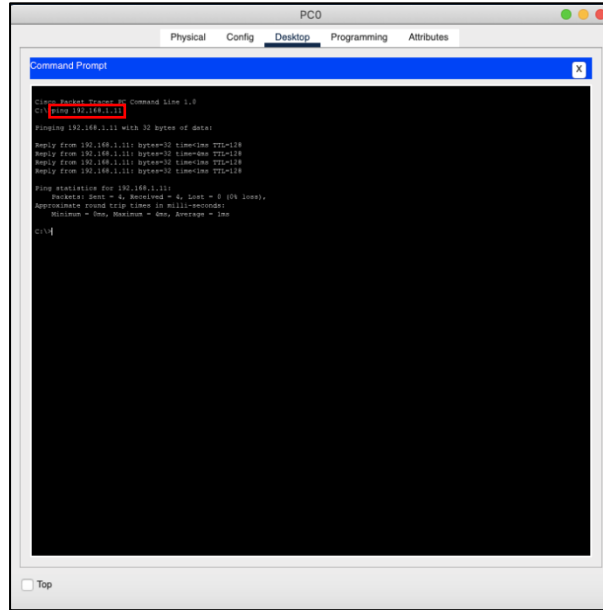 PC0
Physical Config Desktop Programming Attributes
Command Prompt
X
Cisco Packet Tracer PC Command Line 1.0
C:\>ping 192.168.1.11
Pinging 192.168.1.11 with 32 bytes of data:
Reply from 192.168.1.11: bytes=32 time<1ms TTL=128
Reply from 192.168.1.11: bytes=32 time=4ms TTL=128
Reply from 192.168.1.11: bytes=32 time<1ms TTL=128
Reply from 192.168.1.11: bytes=32 time<1ms TTL=128
Ping statistics for 192.168.1.11:
Packets: Sent = 4, Received = 4, Lost = 0 (0% loss),
Approximate round trip times in milli-seconds:
Minimum = 0ms, Maximum = 4ms, Average = 1ms
C:\>
Top